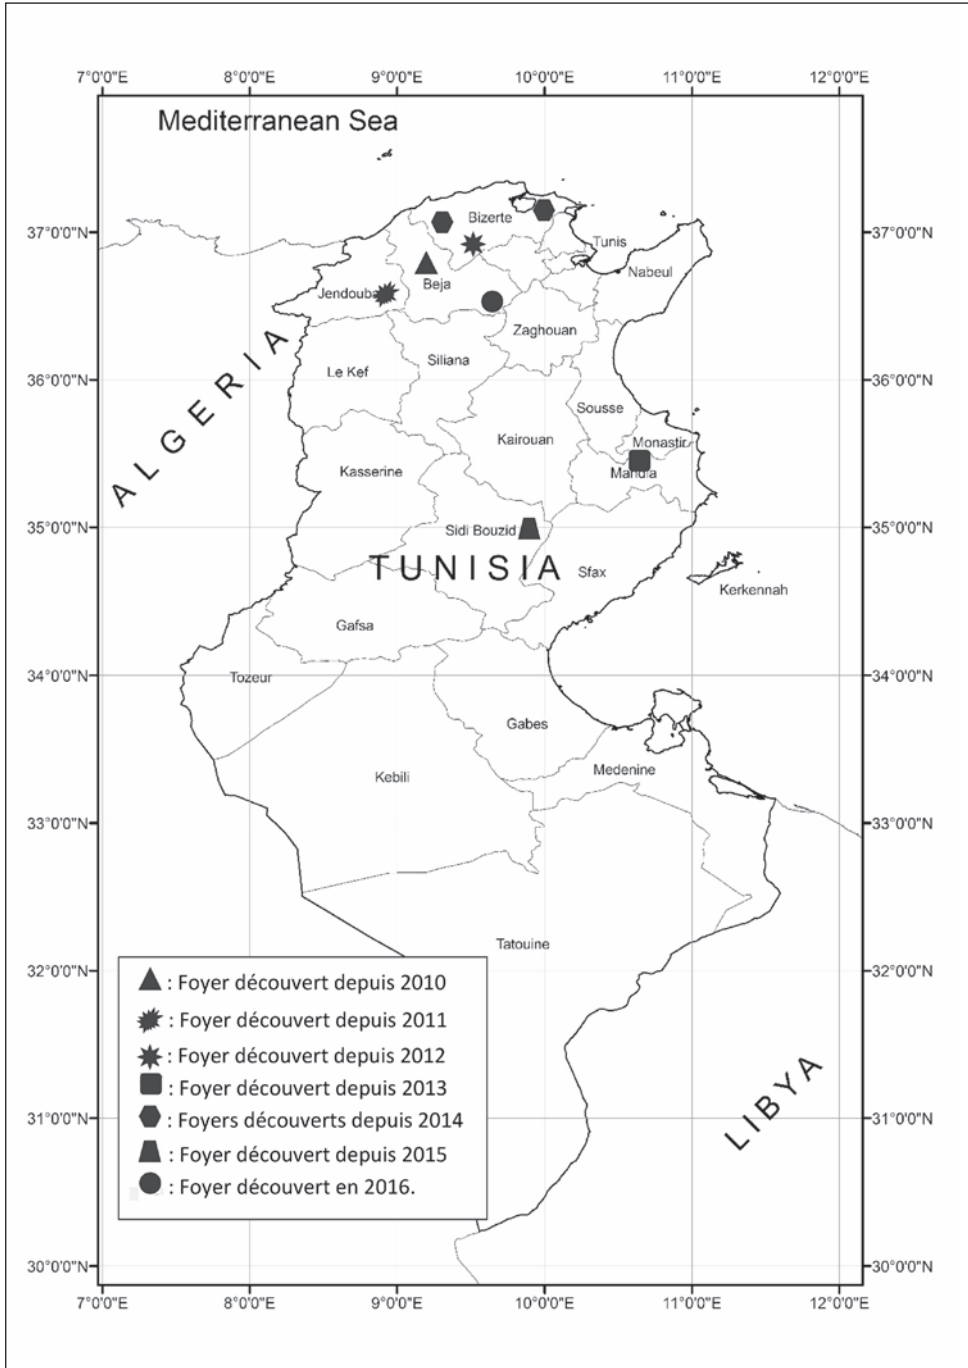 7°0'0"E 8°0'0"E 9°0'0"E 10°0'0"E 11°0'0"E 12°0'0"E
Mediterranean Sea
37°0'0"N 37°0'0"N
Bizerte
Tunis
Nabeul
Beja
Jendouba
Zaghouan
Siliana
Le Kef
36°0'0"N 36°0'0"N
ALGERIA
Sousse
Kairouan
Monastir
Kasserine
Mahdia
Sidi Bouzid
35°0'0"N 35°0'0"N
TUNISIA
Sfax
Kerkennah
Gafsa
34°0'0"N 34°0'0"N
Tozeur
Gabes
Medenine
Kebili
33°0'0"N 33°0'0"N
Tatouine
32°0'0"N 32°0'0"N
: Foyer découvert depuis 2010
: Foyer découvert depuis 2011
: Foyer découvert depuis 2012
: Foyer découvert depuis 2013
: Foyers découverts depuis 2014
: Foyer découvert depuis 2015
: Foyer découvert en 2016.
LIBYA
31°0'0"N 31°0'0"N
30°0'0"N 30°0'0"N
7°0'0"E 8°0'0"E 9°0'0"E 10°0'0"E 11°0'0"E 12°0'0"E